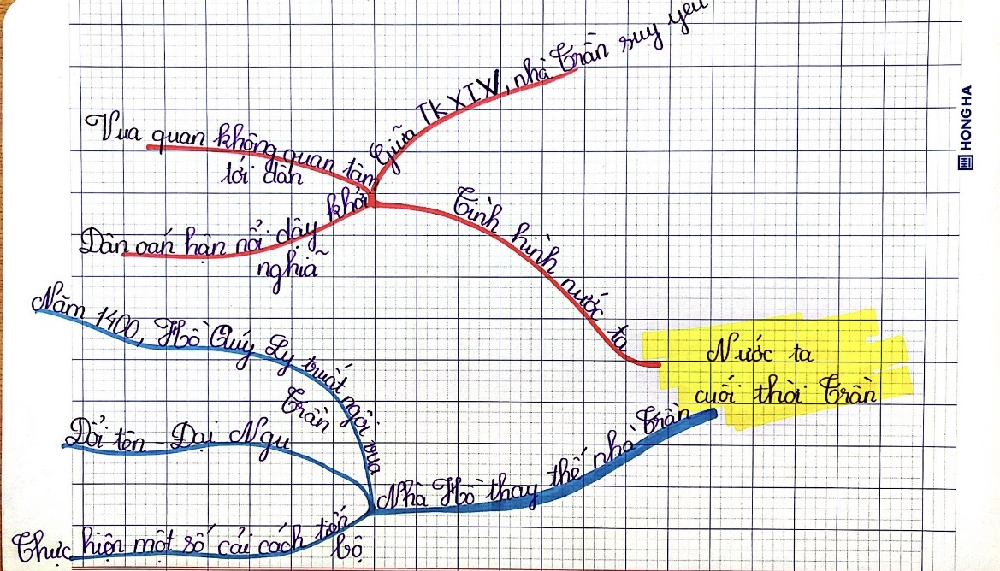 Giữa TK XIV, nhà Trần suy yếu
Vua quan không quan tâm
tới dân
Dân oán hận nổi dậy khởi
nghĩa
Tình hình nước ta
Nước ta
cuối thời Trần
Năm 1400, Hồ Quý Ly truất ngôi vua
Trần
Đổi tên - Đại Ngu
Nhà Hồ thay thế nhà Trần
Thực hiện một số cải cách tiến
bộ
HONG HA